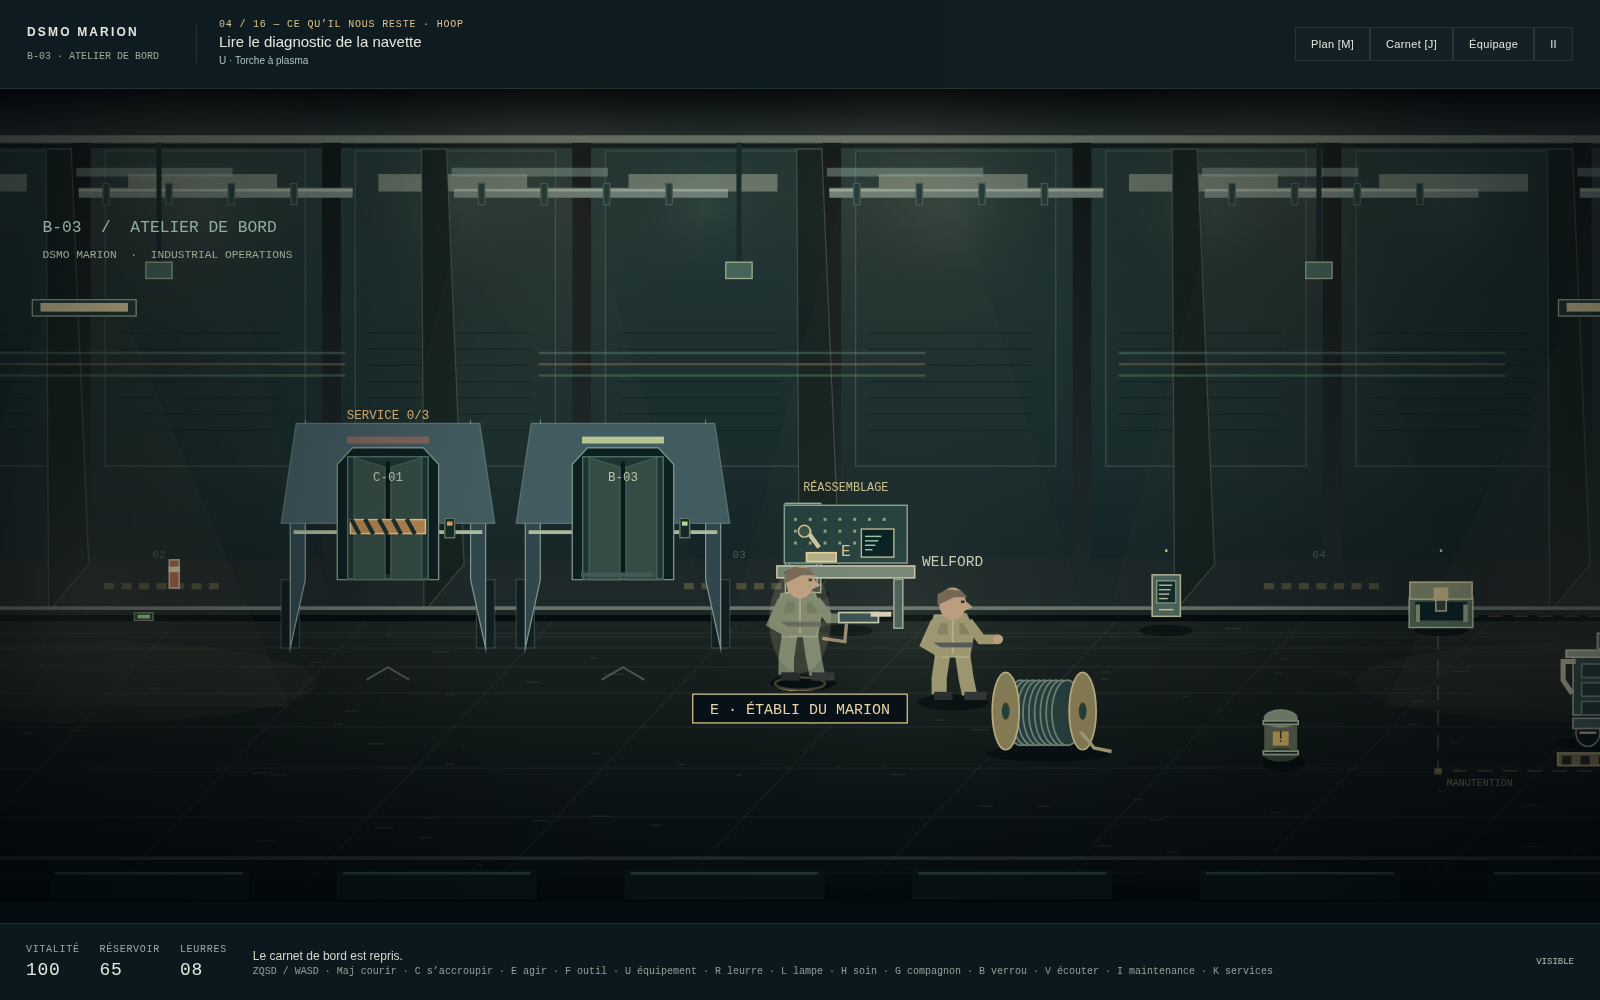 DSMO MARION
B-03 · ATELIER DE BORD
04 / 16 — CE QU’IL NOUS RESTE · HOOP
Lire le diagnostic de la navette
U · Torche à plasma
Plan [M]
Carnet [J]
Équipage
II
B-03 / ATELIER DE BORD
DSMO MARION · INDUSTRIAL OPERATIONS
SERVICE 0/3
C-01
B-03
RÉASSEMBLAGE
E
WELFORD
02
03
04
!
E · ÉTABLI DU MARION
MANUTENTION
VITALITÉ
100
RÉSERVOIR
65
LEURRES
08
Le carnet de bord est repris.
ZQSD / WASD · Maj courir · C s’accroupir · E agir · F outil · U équipement · R leurre · L lampe · H soin · G compagnon · B verrou · V écouter · I maintenance · K services
VISIBLE